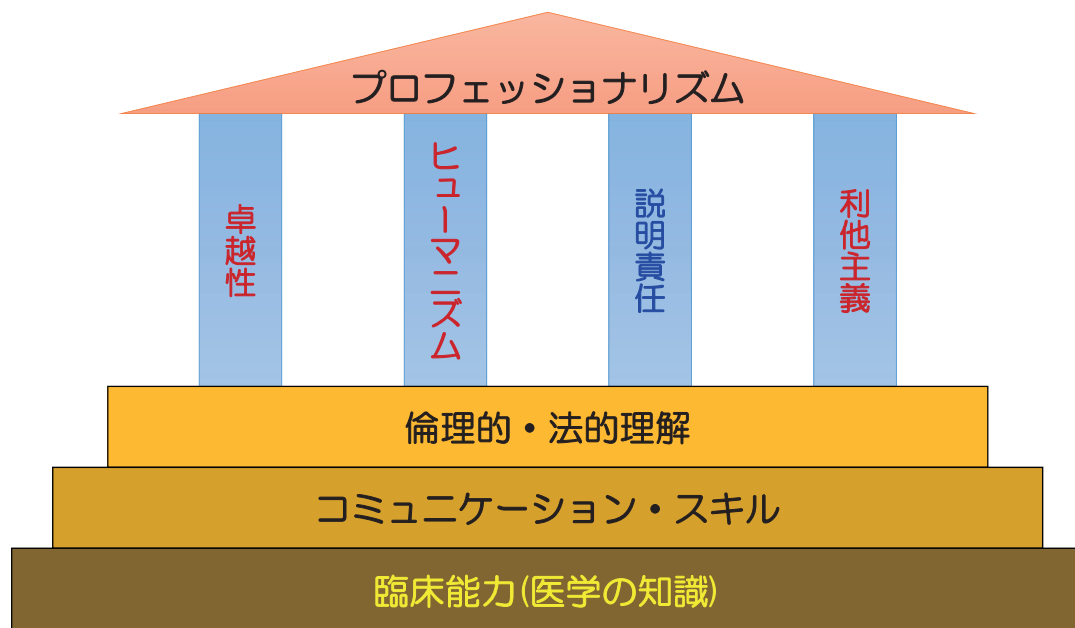 プロフェッショナリズム
卓越性
ヒューマニズム
説明責任
利他主義
倫理的・法的理解
コミュニケーション・スキル
臨床能力(医学の知識)